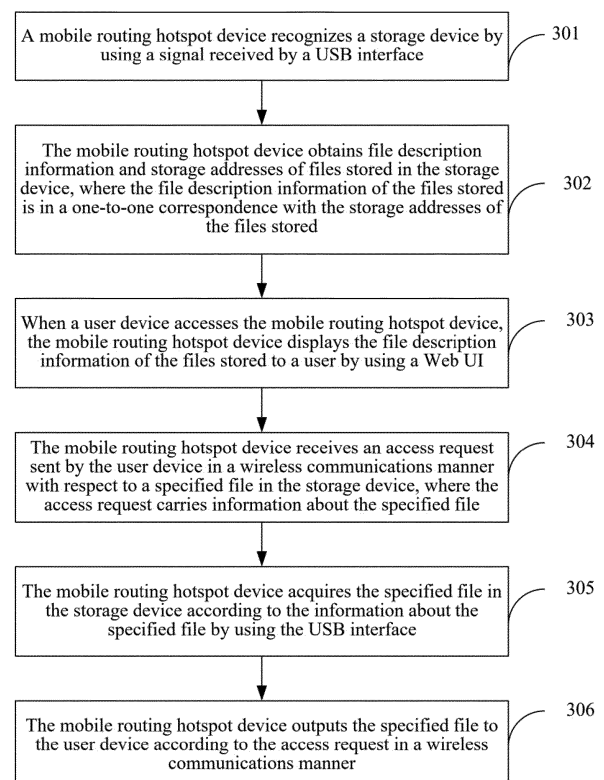 A mobile routing hotspot device recognizes a storage device by
using a signal received by a USB interface
301
The mobile routing hotspot device obtains file description
information and storage addresses of files stored in the storage
device, where the file description information of the files stored
is in a one-to-one correspondence with the storage addresses of
the files stored
302
When a user device accesses the mobile routing hotspot device,
the mobile routing hotspot device displays the file description
information of the files stored to a user by using a Web UI
303
The mobile routing hotspot device receives an access request
sent by the user device in a wireless communications manner
with respect to a specified file in the storage device, where the
access request carries information about the specified file
304
The mobile routing hotspot device acquires the specified file
in the storage device according to the information about the
specified file by using the USB interface
305
The mobile routing hotspot device outputs the specified file to
the user device according to the access request in a wireless
communications manner
306